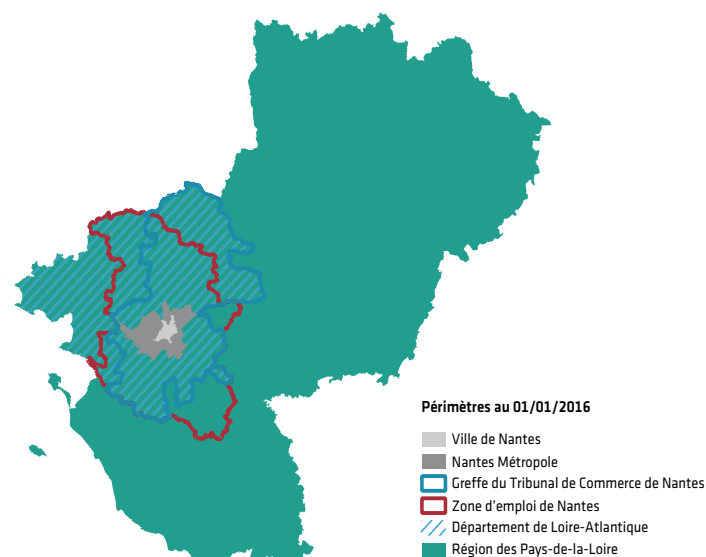 Périmètres au 01/01/2016
Ville de Nantes
Nantes Métropole
Greffe du Tribunal de Commerce de Nantes
Zone d'emploi de Nantes
Département de Loire-Atlantique
Région des Pays-de-la-Loire